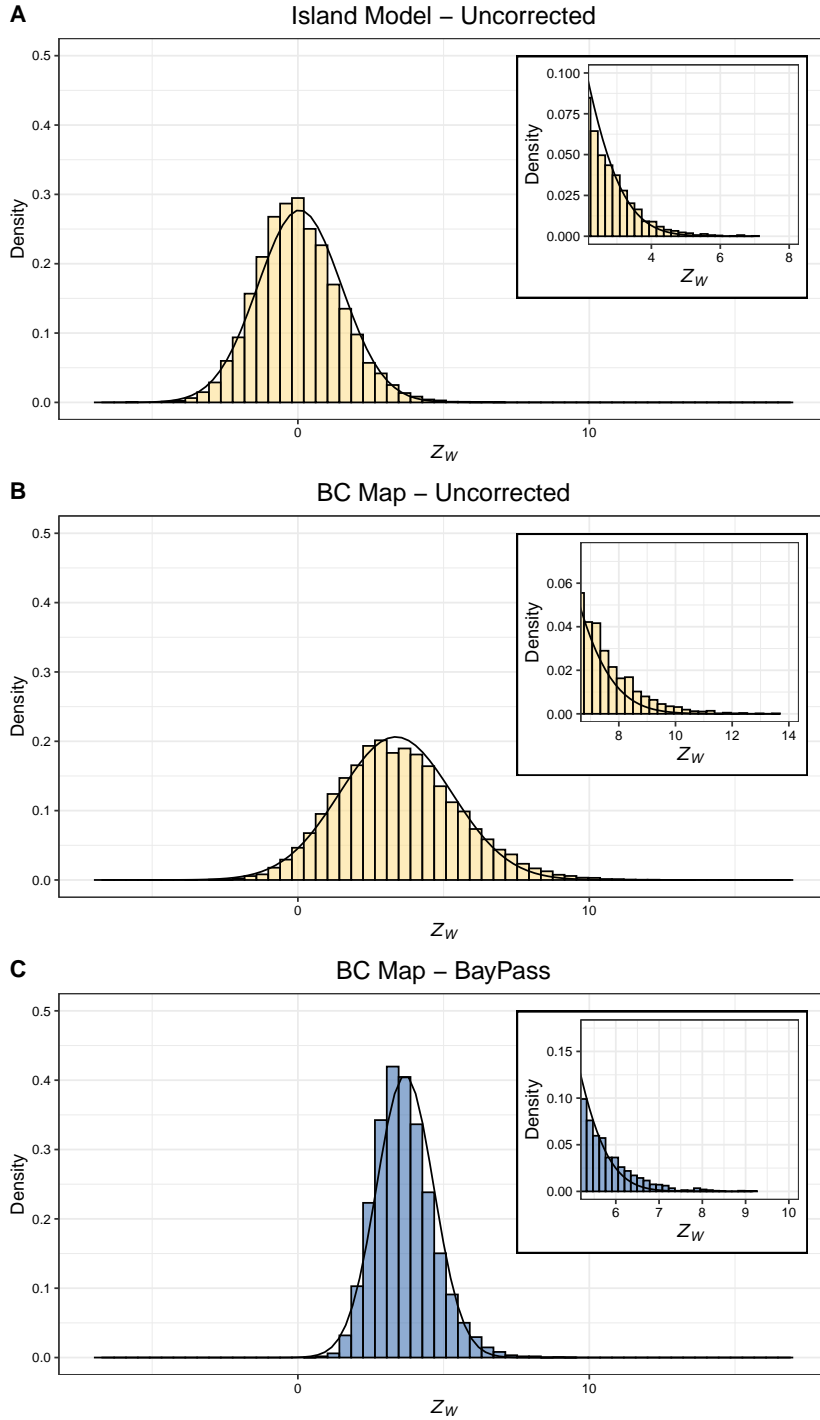 A
Island Model – Uncorrected
0.5
0.4
0.3
0.2
0.1
0.0
Density
0
10
Z_W
0.100
0.075
0.050
0.025
0.000
Density
4
6
8
Z_W
B
BC Map – Uncorrected
0.5
0.4
0.3
0.2
0.1
0.0
Density
0
10
Z_W
0.06
0.04
0.02
0.00
Density
8
10
12
14
Z_W
C
BC Map – BayPass
0.5
0.4
0.3
0.2
0.1
0.0
Density
0
10
Z_W
0.15
0.10
0.05
0.00
Density
6
7
8
9
10
Z_W